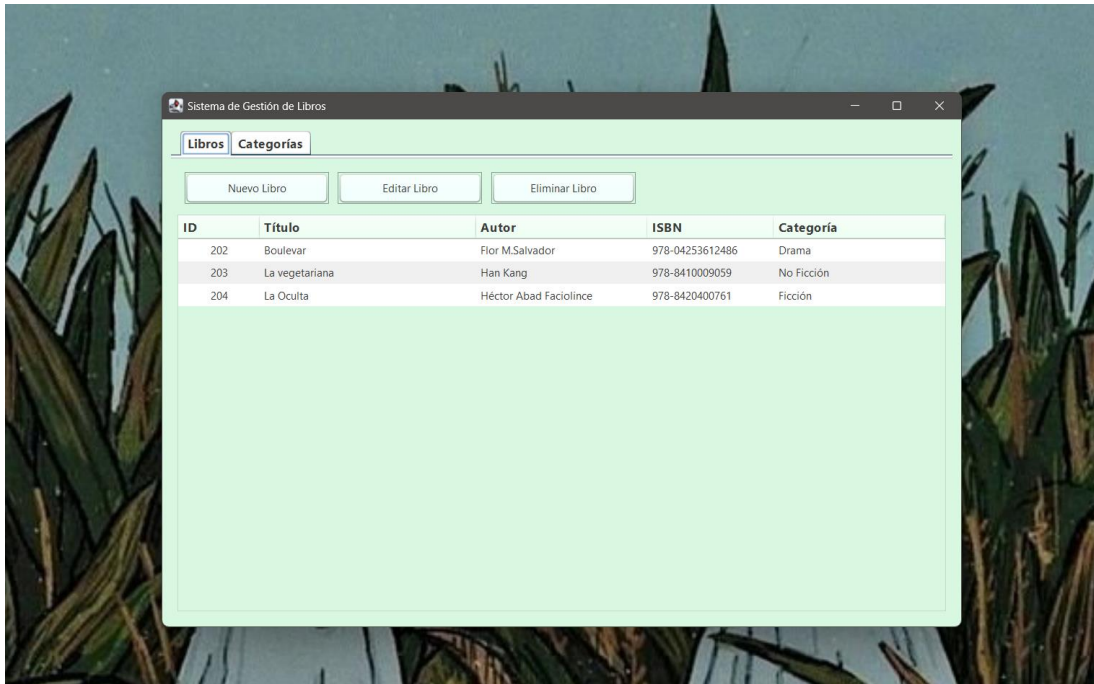 Sistema de Gestión de Libros
Libros Categorías
Nuevo Libro Editar Libro Eliminar Libro
ID Título Autor ISBN Categoría
202 Boulevar Flor M.Salvador 978-04253612486 Drama
203 La vegetariana Han Kang 978-8410009059 No Ficción
204 La Oculta Héctor Abad Faciolince 978-8420400761 Ficción